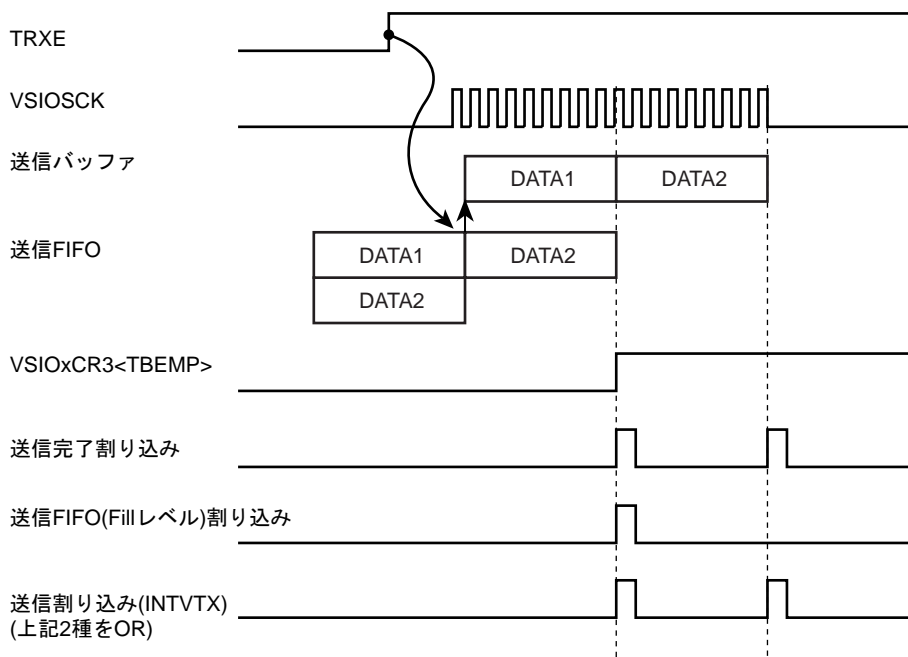 TRXE
VSIOSCK
送信バッファ
DATA1 DATA2
送信FIFO
DATA1 DATA2
DATA2
VSIOxCR3<TBEMP>
送信完了割り込み
送信FIFO(Fillレベル)割り込み
送信割り込み(INTVTX)
(上記2種をOR)